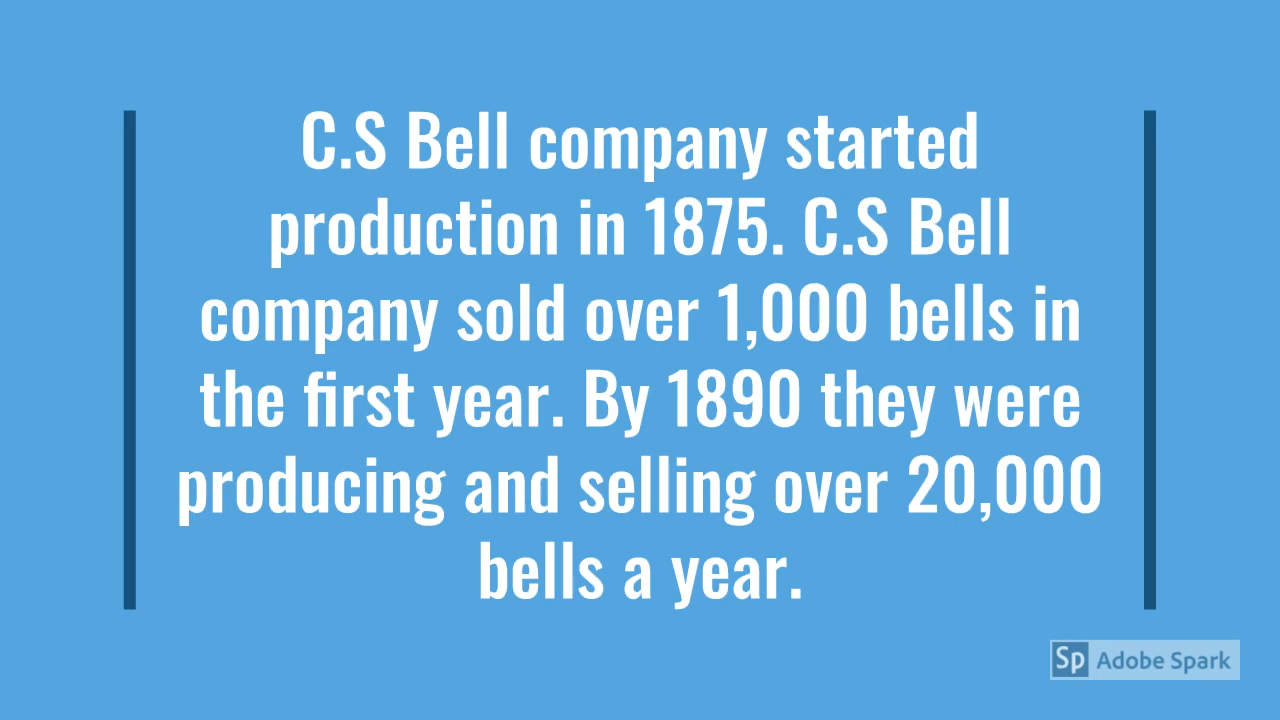 C.S Bell company started
production in 1875. C.S Bell
company sold over 1,000 bells in
the first year. By 1890 they were
producing and selling over 20,000
bells a year.
Sp Adobe Spark